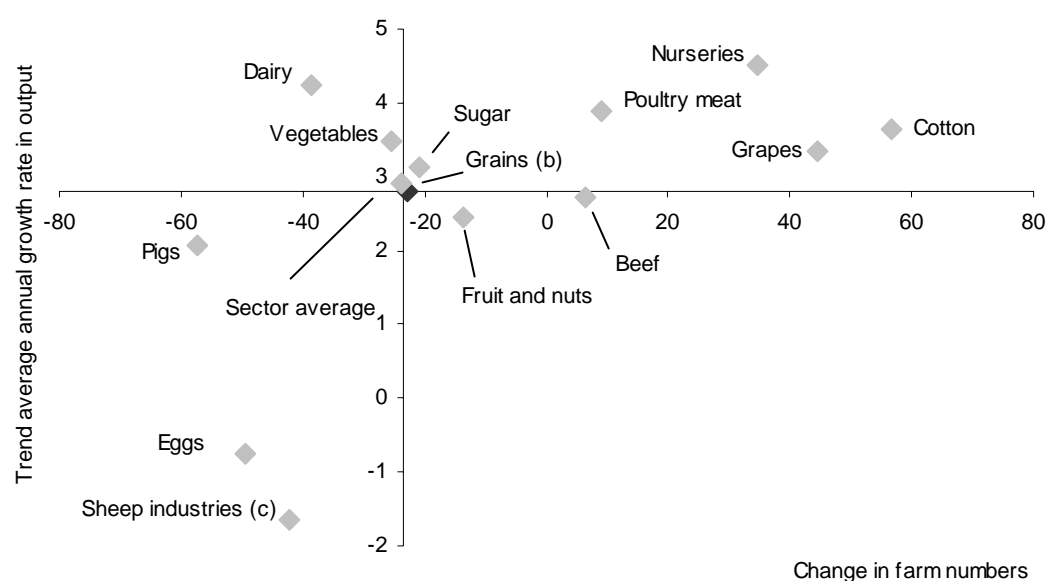 Trend average annual growth rate in output
5
Nurseries
Dairy
4
Poultry meat
Sugar
Vegetables
Cotton
Grains (b)
Grapes
3
-80
-60
-40
-20
0
20
40
60
80
2
Pigs
Beef
Fruit and nuts
Sector average
1
0
Eggs
-1
Sheep industries (c)
-2
Change in farm numbers